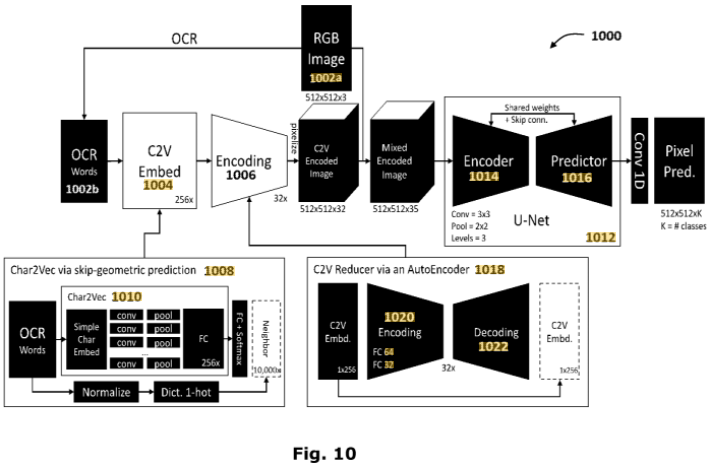 OCR
RGB
Image
1002a
512x512x3
1000
OCR
Words
1002b
C2V
Embed
1004
256x
Encoding
1006
32x
pixelize
C2V
Encoded
Image
512x512x32
Mixed
Encoded
Image
512x512x35
Shared weights
+ Skip conn.
Encoder
1014
Predictor
1016
Conv = 3x3
Pool = 2x2
Levels = 3
U-Net
1012
Conv 1D
Pixel
Pred.
512x512xK
K = # classes
Char2Vec via skip-geometric prediction 1008
Char2Vec 1010
OCR
Words
Simple
Char
Embed
conv pool
conv pool
conv pool
...
conv pool
FC
256x
FC + Softmax
Neighbor
10,000x
Normalize
Dict. 1-hot
C2V Reducer via an AutoEncoder 1018
C2V
Embd.
1x256
1020
Encoding
FC 64
FC 32
32x
Decoding
1022
C2V
Embd.
1x256
Fig. 10